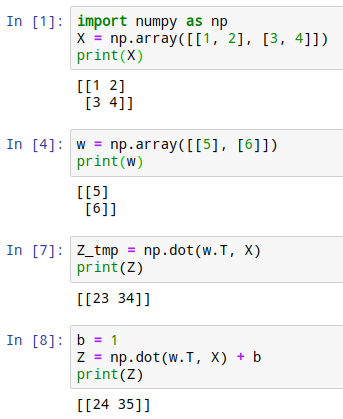 In [1]: import numpy as np
X = np.array([[1, 2], [3, 4]])
print(X)
[[1 2]
[3 4]]
In [4]: w = np.array([[5], [6]])
print(w)
[[5]
[6]]
In [7]: Z_tmp = np.dot(w.T, X)
print(Z)
[[23 34]]
In [8]: b = 1
Z = np.dot(w.T, X) + b
print(Z)
[[24 35]]